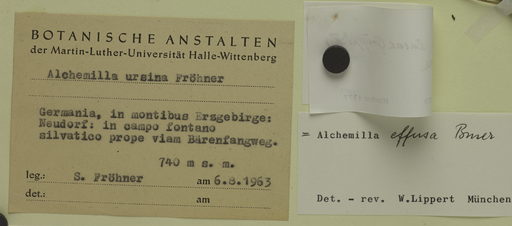 BOTANISCHE ANSTALTEN
der Martin-Luther-Universität Halle-Wittenberg
Alchemilla ursina Fröhner
Germania, in montibus Erzgebirge:
Neudorf: in campo fontano
silvatico prope viam Bärenfangweg.
740 m s. m.
leg.: S. Fröhner am 6.8.1963
det.: am
= Alchemilla effusa Buser
Det. - rev. W.Lippert München